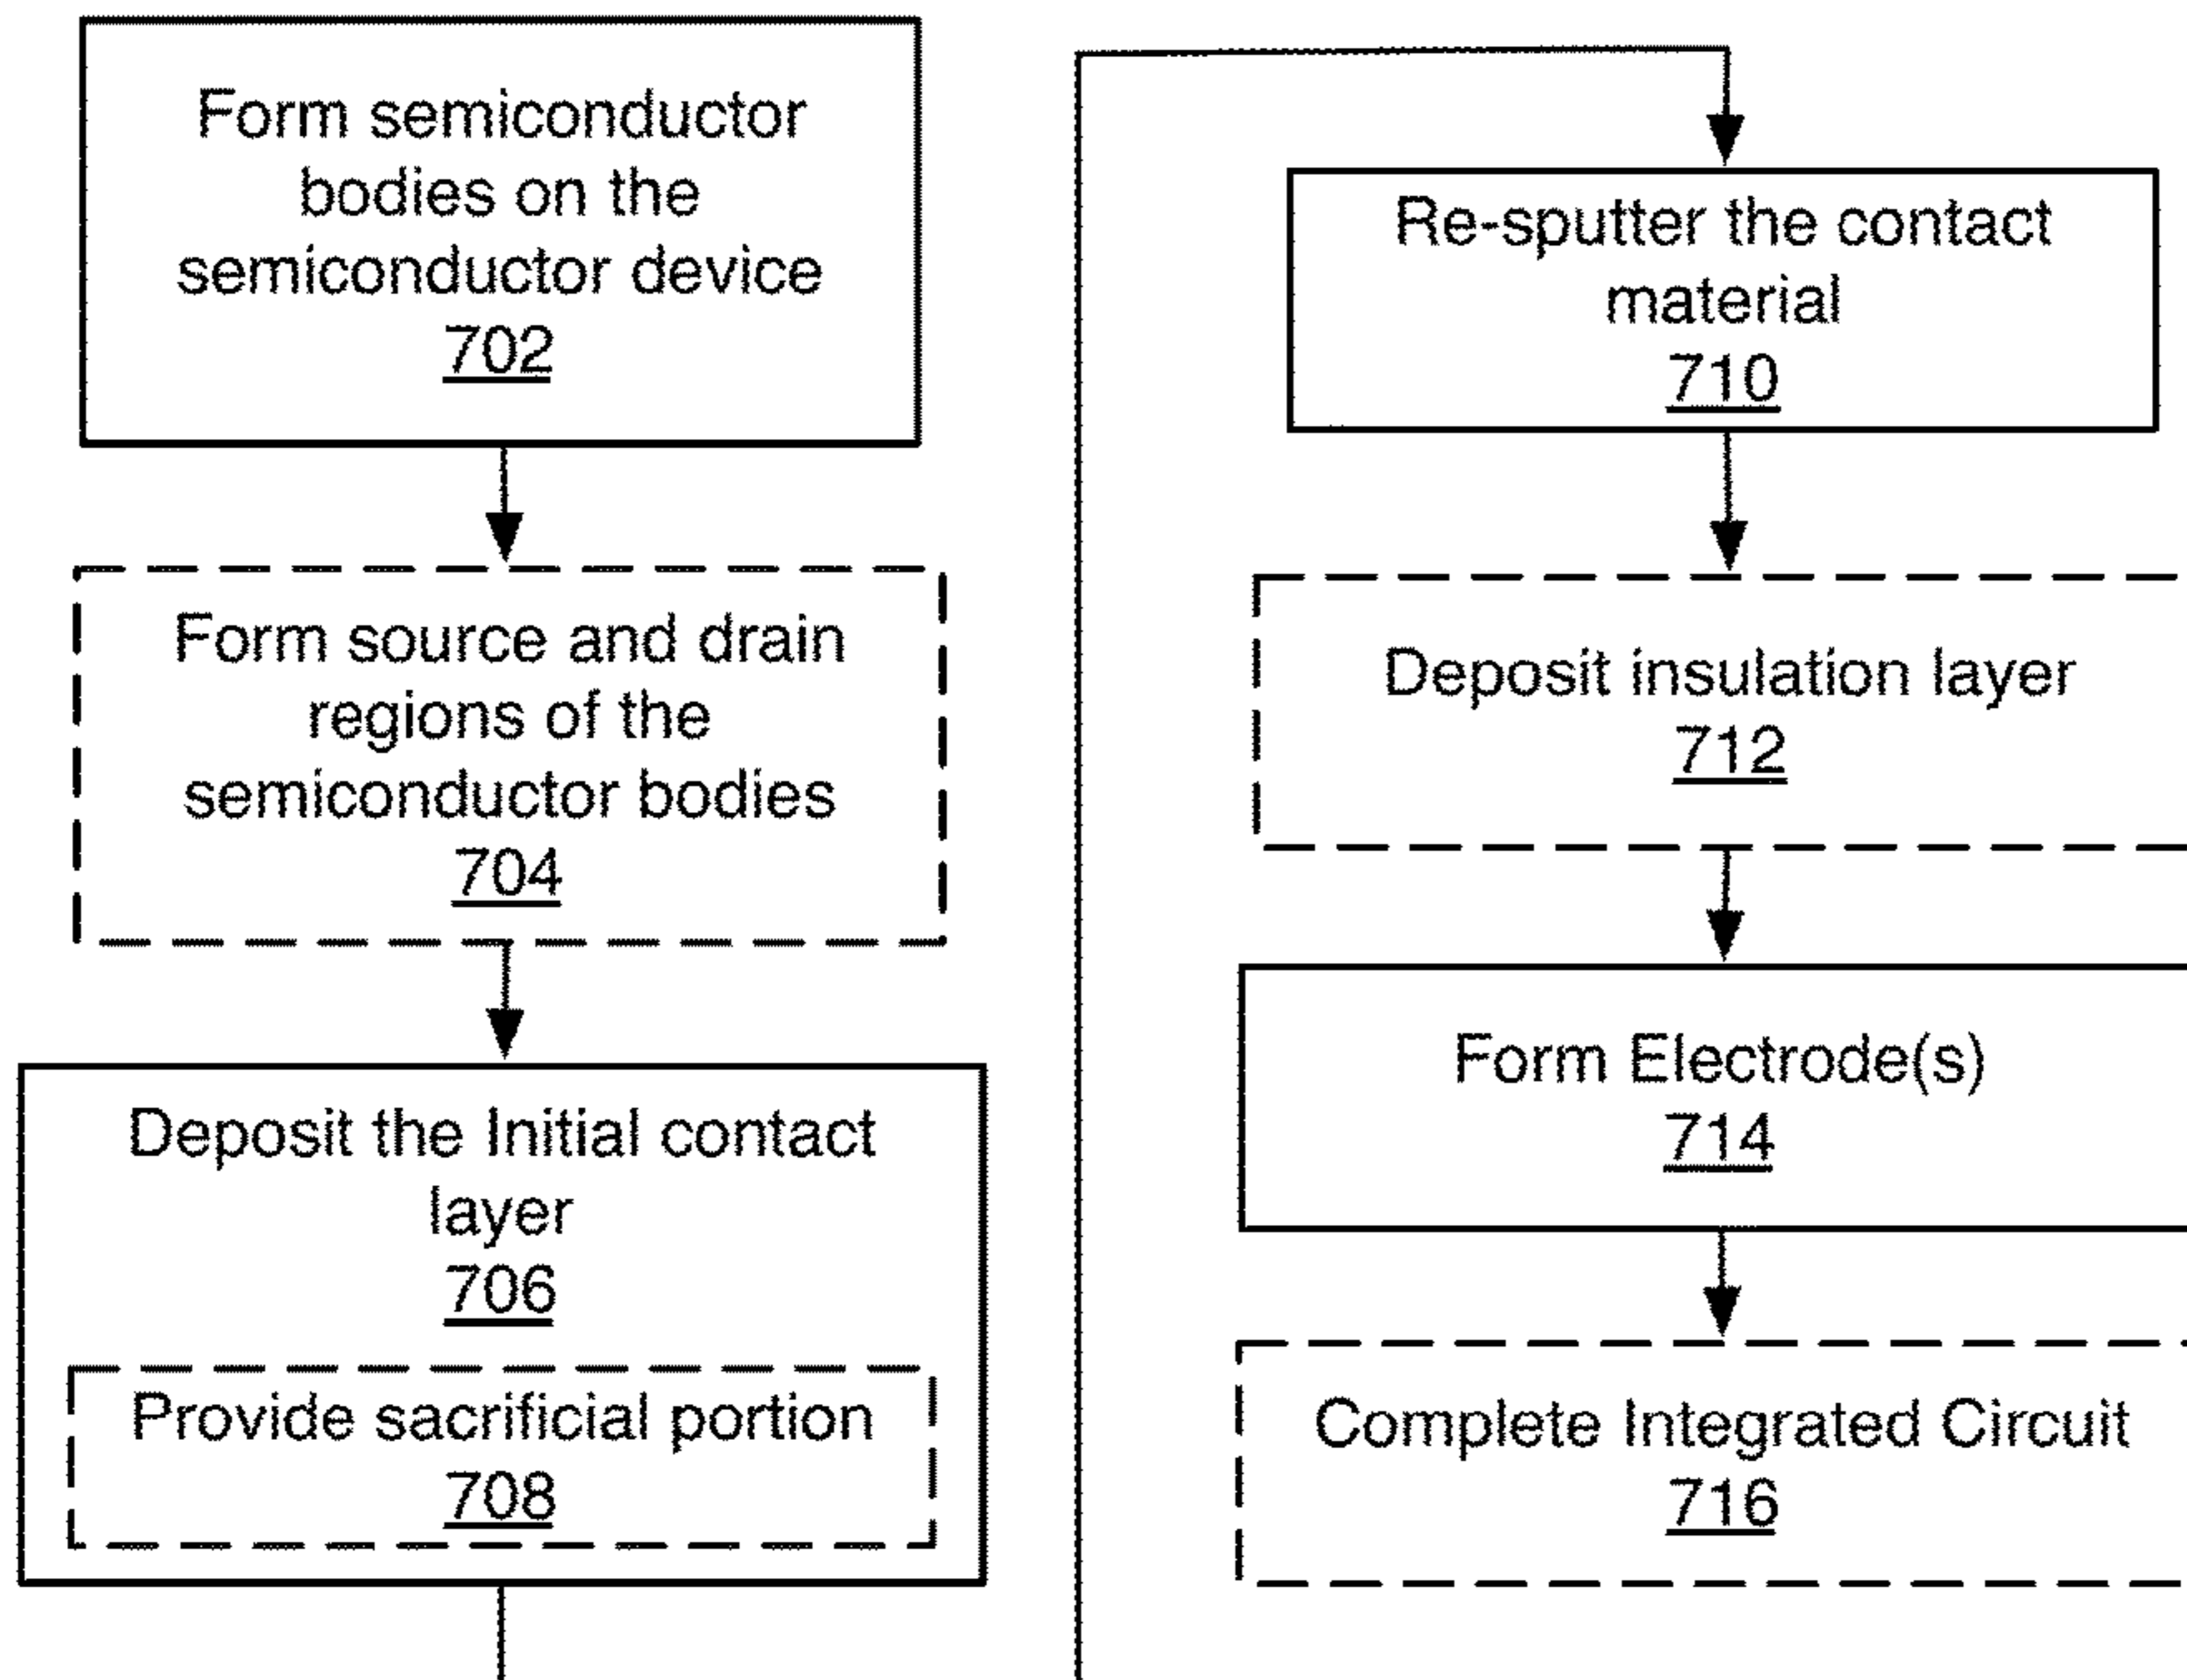 Form semiconductor
bodies on the
semiconductor device
702
Form source and drain
regions of the
semiconductor bodies
704
Deposit the Initial contact
layer
706
Provide sacrificial portion
708
Re-sputter the contact
material
710
Deposit insulation layer
712
Form Electrode(s)
714
Complete Integrated Circuit
716